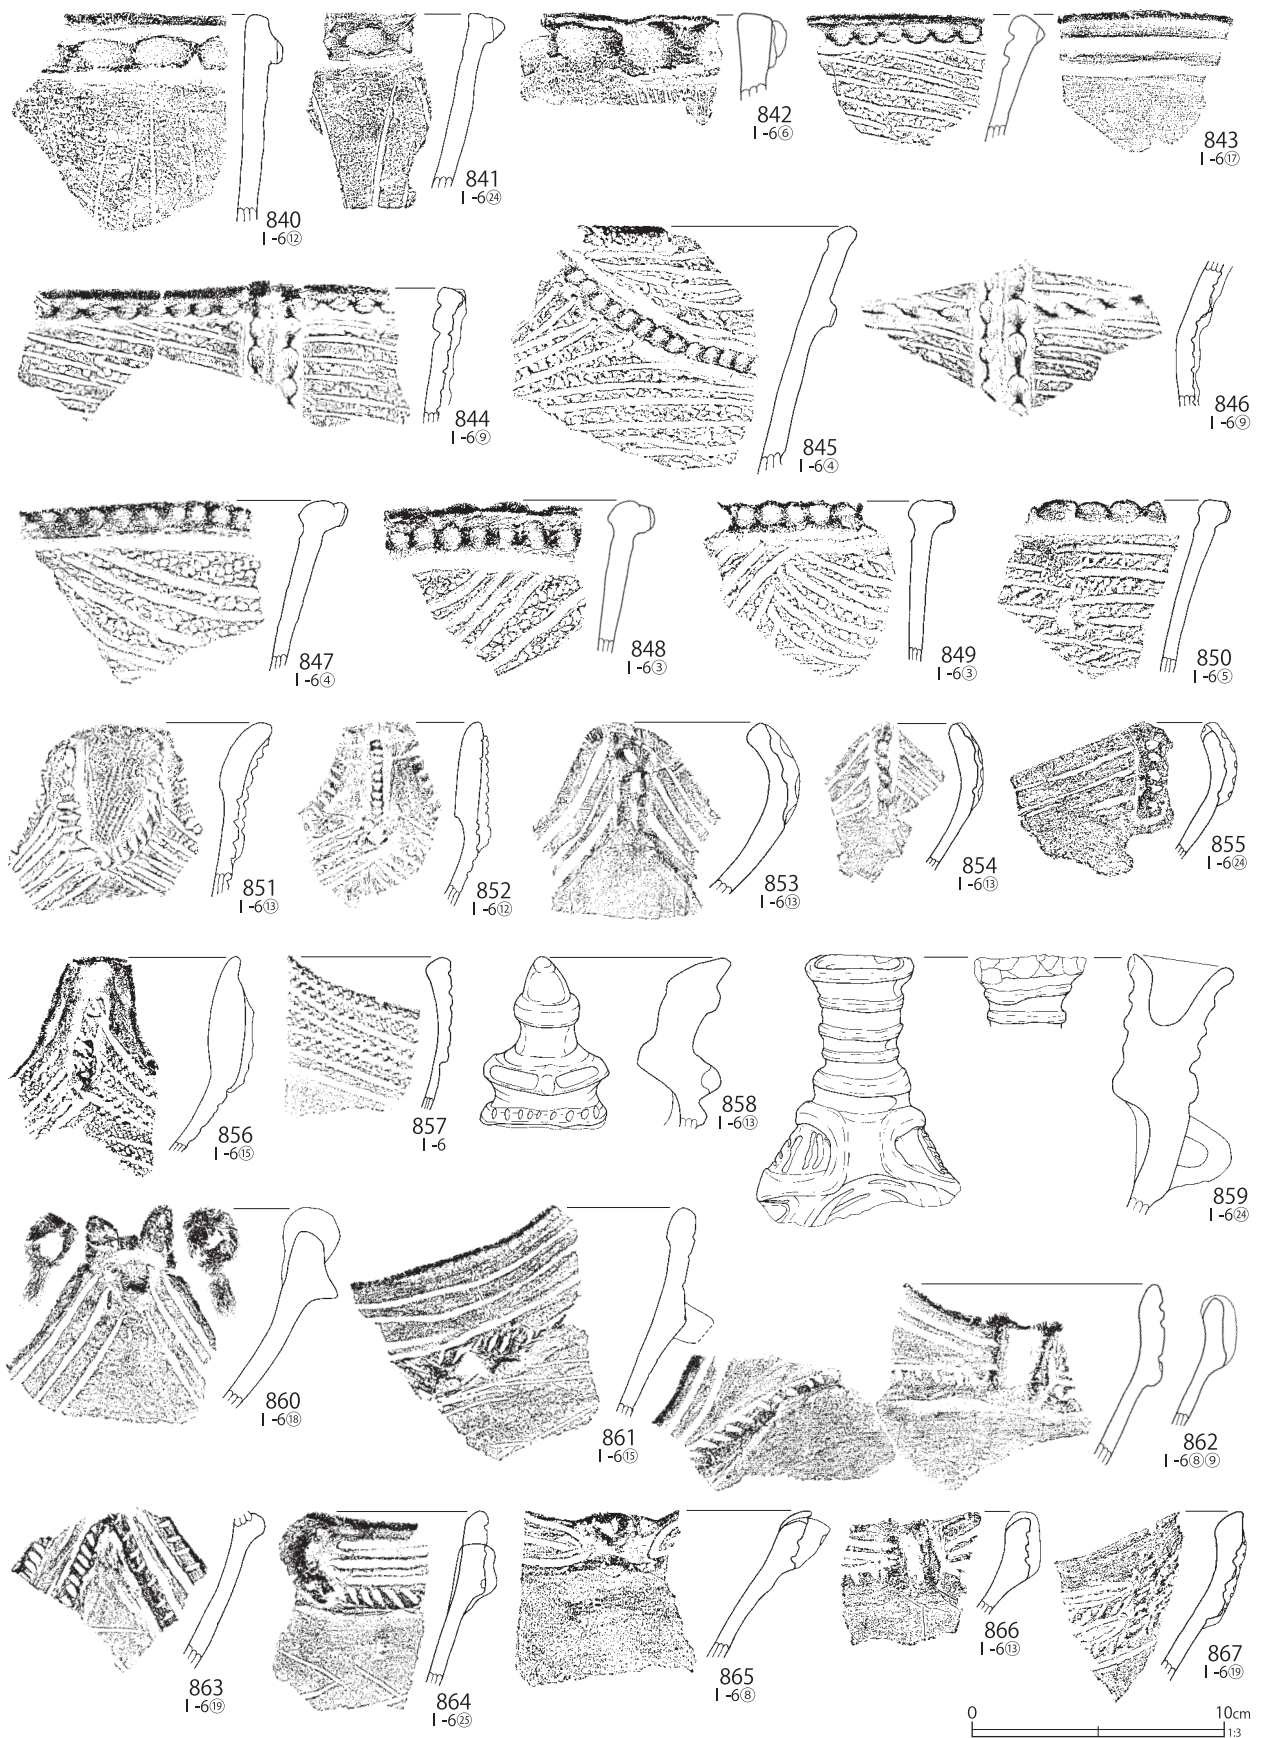 840
I -6⑫
841
I -6㉔
842
I -6⑥
843
I -6⑰
844
I -6⑨
845
I -6④
846
I -6⑨
847
I -6④
848
I -6③
849
I -6③
850
I -6⑤
851
I -6⑬
852
I -6⑫
853
I -6⑬
854
I -6⑬
855
I -6㉔
856
I -6⑮
857
I -6
858
I -6⑬
859
I -6㉔
860
I -6⑱
861
I -6⑮
862
I -6⑧⑨
863
I -6⑲
864
I -6㉕
865
I -6⑧
866
I -6⑬
867
I -6⑲
0 10cm
1:3